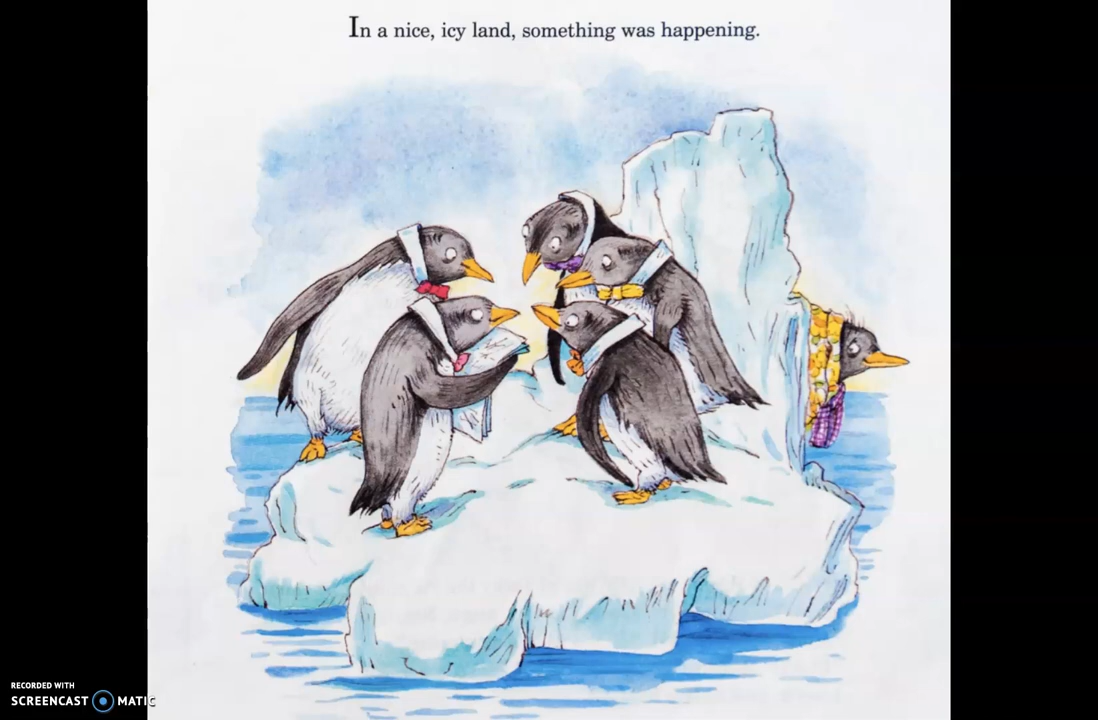 In a nice, icy land, something was happening.
RECORDED WITH
SCREENCAST MATIC